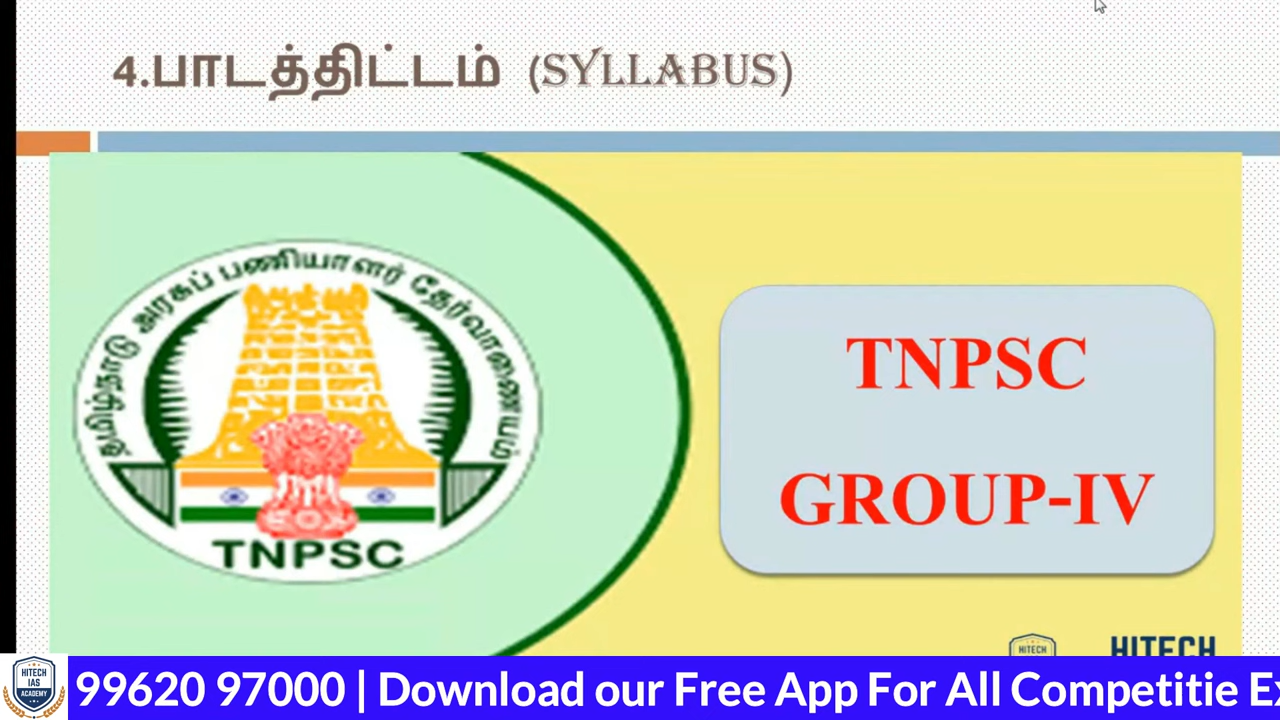 4.பாடத்திட்டம் (SYLLABUS)
தமிழ்நாடு அரசுப் பணியாளர் தேர்வாணையம்
TNPSC
TNPSC
GROUP-IV
HITECH
HITECH
HITECH
IAS
ACADEMY
99620 97000 | Download our Free App For All Competitie Ex